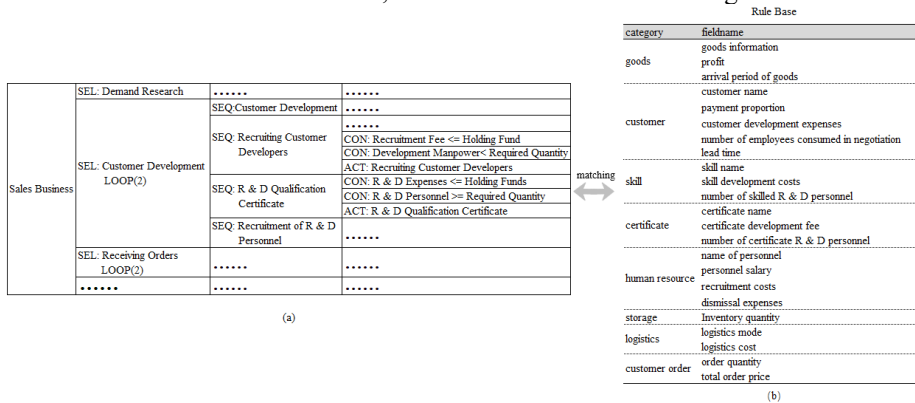 Rule Base
Sales Business
SEL: Demand Research
......
......
SEL: Customer Development
LOOP(2)
SEQ:Customer Development
......
SEQ: Recruiting Customer
Developers
......
CON: Recruitment Fee <= Holding Fund
CON: Development Manpower< Required Quantity
ACT: Recruiting Customer Developers
SEQ: R & D Qualification
Certificate
CON: R & D Expenses <= Holding Funds
CON: R & D Personnel >= Required Quantity
ACT: R & D Qualification Certificate
SEQ: Recruitment of R & D
Personnel
......
SEL: Receiving Orders
LOOP(2)
......
......
......
......
......
(a)
matching
category fieldname
goods
goods information
profit
arrival period of goods
customer
customer name
payment proportion
customer development expenses
number of employees consumed in negotiation
lead time
skill
skill name
skill development costs
number of skilled R & D personnel
certificate
certificate name
certificate development fee
number of certificate R & D personnel
human resource
name of personnel
personnel salary
recruitment costs
dismissal expenses
storage Inventory quantity
logistics
logistics mode
logistics cost
customer order
order quantity
total order price
(b)